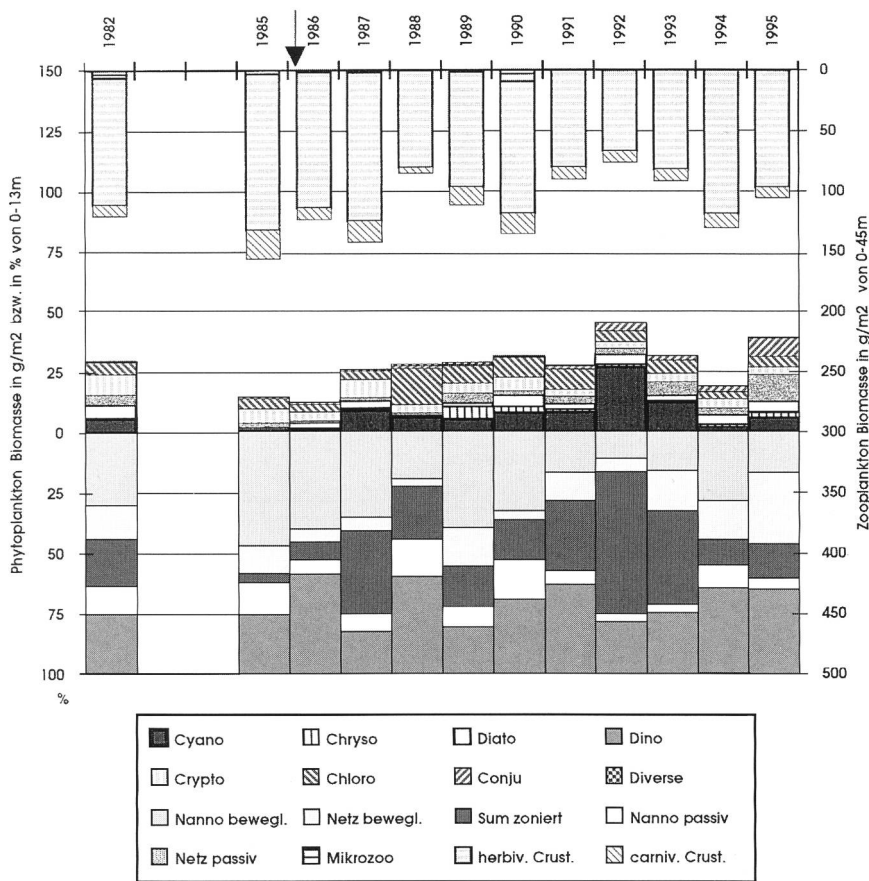 1982 1985 1986 1987 1988 1989 1990 1991 1992 1993 1994 1995
150 0
125 50
100 100
75 150
50 200
25 250
0 300
25 350
50 400
75 450
100 500
%
Phytoplankton Biomasse in g/m2 bzw. in % von 0-13m
Zooplankton Biomasse in g/m2 von 0-45m
Cyano Chryso Diato Dino
Crypto Chloro Conju Diverse
Nanno bewegl. Netz bewegl. Sum zoniert Nanno passiv
Netz passiv Mikrozoo herbiv. Crust. carniv. Crust.